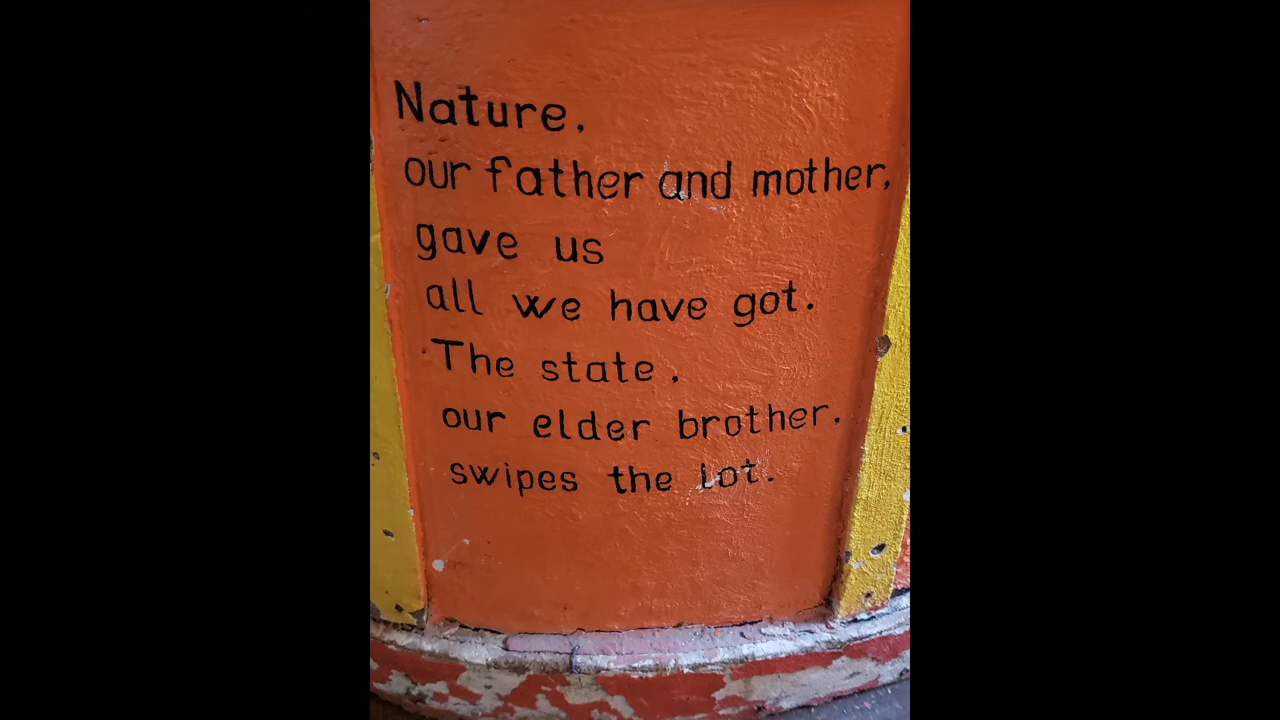 Nature,
our father and mother,
gave us
all we have got.
The state,
our elder brother,
swipes the lot.